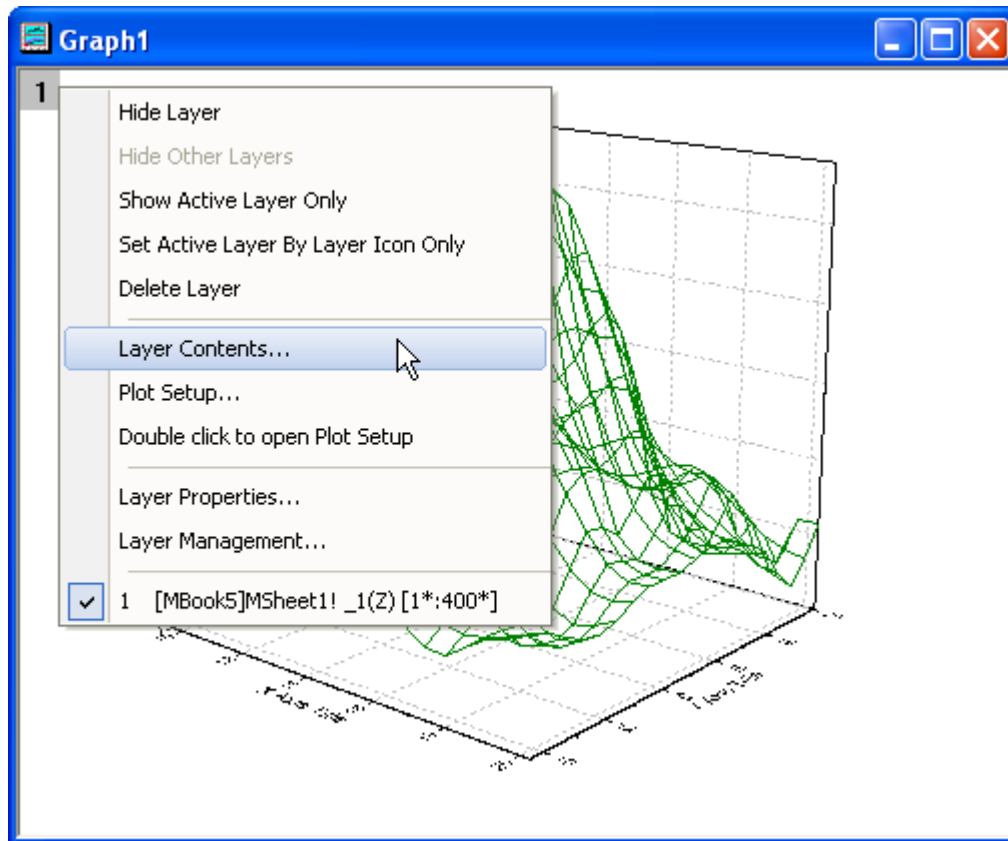 Graph1
1
Hide Layer
Hide Other Layers
Show Active Layer Only
Set Active Layer By Layer Icon Only
Delete Layer
Layer Contents...
Plot Setup...
Double click to open Plot Setup
Layer Properties...
Layer Management...
1 [MBook5]MSheet1! _1(Z) [1*:400*]